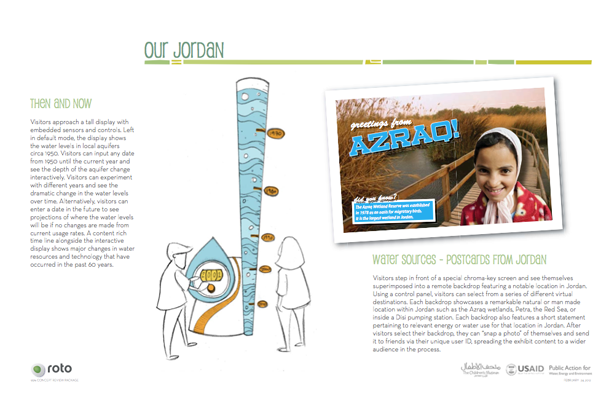 OUR JORDAN
THEN AND NOW
Visitors approach a tall display with
embedded sensors and controls. Left
in default mode, the display shows
the water levels in local aquifers
circa 1950. Visitors can input any date
from 1950 until the current year and
see the depth of the aquifer change
interactively. Visitors can experiment
with different years and see the
dramatic change in the water levels
over time. Alternatively, visitors can
enter a date in the future to see
projections of where the water levels
will be if no changes are made from
current usage rates. A content rich
time line alongside the interactive
display shows major changes in water
resources and technology that have
occurred in the past 60 years.
1950
greetings from
AZRAQ!
did you know?
The Azraq Wetland Reserve was established
in 1978 as an oasis for migratory birds.
It is the largest wetland in Jordan.
WATER SOURCES - POSTCARDS FROM JORDAN
Visitors step in front of a special chroma-key screen and see themselves
superimposed into a remote backdrop featuring a notable location in Jordan.
Using a control panel, visitors can select from a series of different virtual
destinations. Each backdrop showcases a remarkable natural or man made
location within Jordan such as the Azraq wetlands, Petra, the Red Sea, or
inside a Disi pumping station. Each backdrop also features a short statement
pertaining to relevant energy or water use for that location in Jordan. After
visitors select their backdrop, they can "snap a photo" of themselves and send
it to friends via their unique user ID, spreading the exhibit content to a wider
audience in the process.
roto
USAID
Public Action for